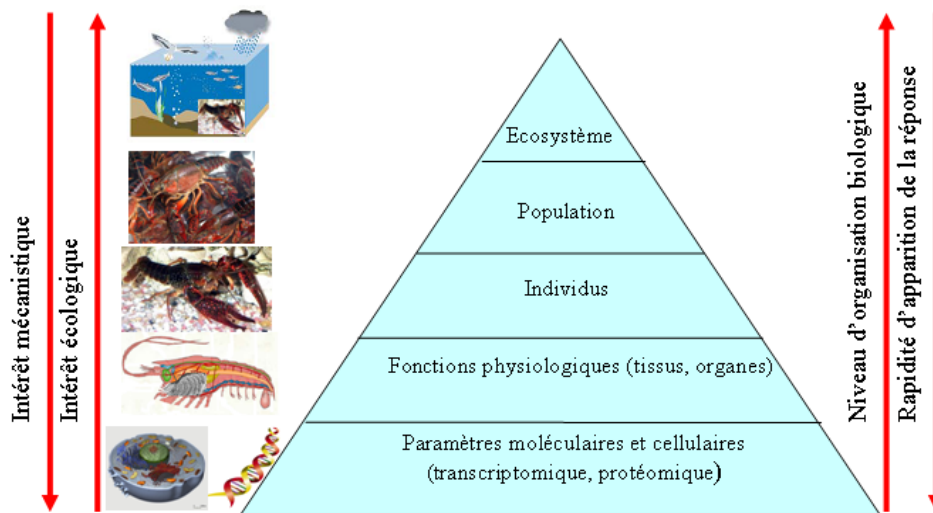 Intérêt mécanistique
Intérêt écologique
Ecosystème
Population
Individus
Fonctions physiologiques (tissus, organes)
Paramètres moléculaires et cellulaires
(transcriptomique, protéomique)
Niveau d'organisation biologique
Rapidité d'apparition de la réponse